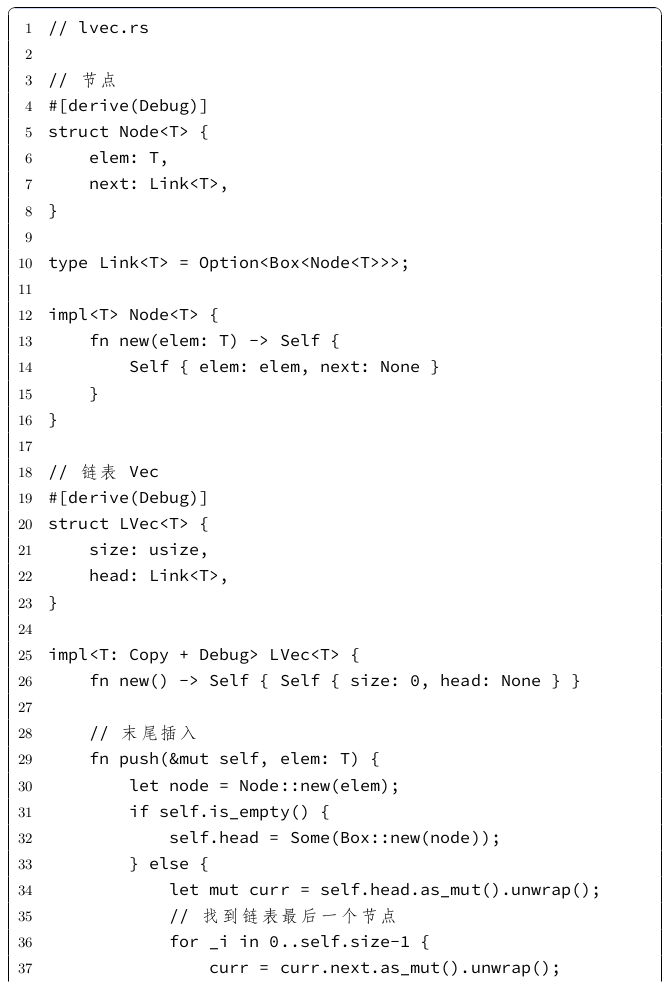 1 // lvec.rs
2
3 // 节点
4 #[derive(Debug)]
5 struct Node<T> {
6     elem: T,
7     next: Link<T>,
8 }
9
10 type Link<T> = Option<Box<Node<T>>>;
11
12 impl<T> Node<T> {
13     fn new(elem: T) -> Self {
14         Self { elem: elem, next: None }
15     }
16 }
17
18 // 链表 Vec
19 #[derive(Debug)]
20 struct LVec<T> {
21     size: usize,
22     head: Link<T>,
23 }
24
25 impl<T: Copy + Debug> LVec<T> {
26     fn new() -> Self { Self { size: 0, head: None } }
27
28     // 末尾插入
29     fn push(&mut self, elem: T) {
30         let node = Node::new(elem);
31         if self.is_empty() {
32             self.head = Some(Box::new(node));
33         } else {
34             let mut curr = self.head.as_mut().unwrap();
35             // 找到链表最后一个节点
36             for _i in 0..self.size-1 {
37                 curr = curr.next.as_mut().unwrap();